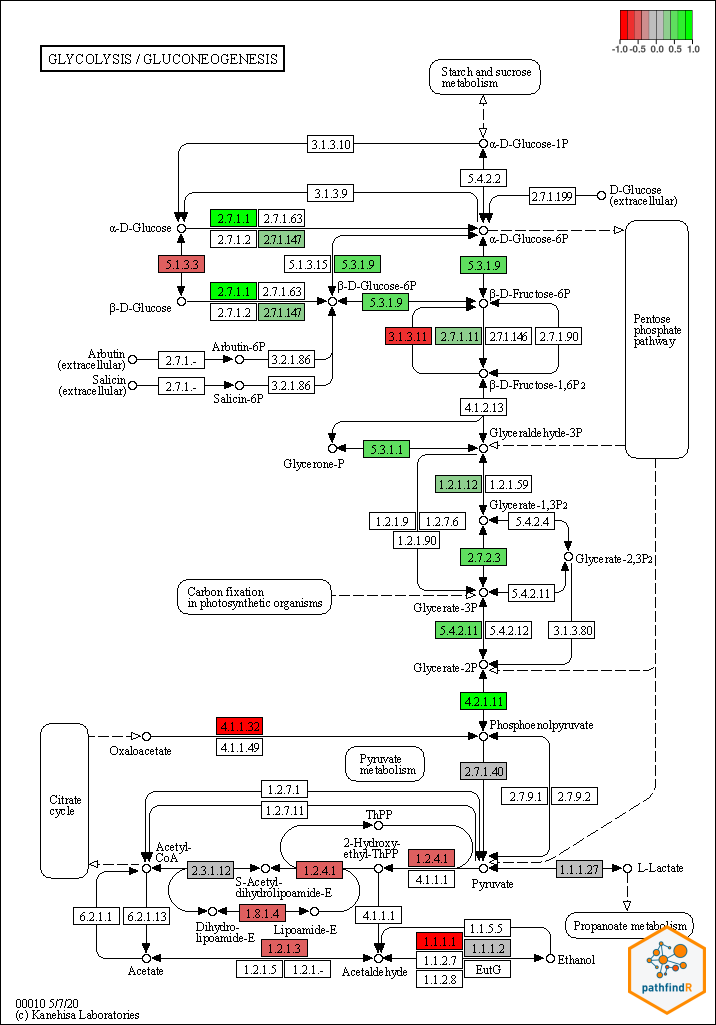 -1.0 -0.5 0.0 0.5 1.0
GLYCOLYSIS / GLUCONEOGENESIS
Starch and sucrose
metabolism
3.1.3.10
α-D-Glucose-1P
5.4.2.2
3.1.3.9
2.7.1.199
D-Glucose
(extracellular)
2.7.1.1
2.7.1.63
α-D-Glucose
2.7.1.2
2.7.1.147
α-D-Glucose-6P
5.1.3.3
5.1.3.15
5.3.1.9
5.3.1.9
2.7.1.1
2.7.1.63
β-D-Glucose-6P
β-D-Fructose-6P
β-D-Glucose
5.3.1.9
2.7.1.2
2.7.1.147
Pentose
phosphate
pathway
3.1.3.11
2.7.1.11
2.7.1.146
2.7.1.90
Arbutin
(extracellular)
2.7.1.-
Arbutin-6P
3.2.1.86
Salicin
(extracellular)
2.7.1.-
Salicin-6P
3.2.1.86
β-D-Fructose-1,6P2
4.1.2.13
Glyceraldehyde-3P
5.3.1.1
Glycerone-P
1.2.1.12
1.2.1.59
Glycerate-1,3P2
1.2.1.9
1.2.7.6
5.4.2.4
1.2.1.90
2.7.2.3
Glycerate-2,3P2
Carbon fixation
in photosynthetic organisms
5.4.2.11
Glycerate-3P
5.4.2.11
5.4.2.12
3.1.3.80
Glycerate-2P
4.2.1.11
4.1.1.32
Phosphoenolpyruvate
Oxaloacetate
4.1.1.49
Pyruvate
metabolism
2.7.1.40
Citrate
cycle
1.2.7.1
2.7.9.1
2.7.9.2
1.2.7.11
ThPP
Acetyl-
CoA
2-Hydroxy-
ethyl-ThPP
1.2.4.1
2.3.1.12
1.2.4.1
4.1.1.1
1.1.1.27
L-Lactate
S-Acetyl-
dihydrolipoamide-E
Pyruvate
6.2.1.1
6.2.1.13
1.8.1.4
4.1.1.1
Dihydro-
lipoamide-E
Lipoamide-E
Propanoate metabolism
1.2.1.3
1.1.5.5
1.1.1.1
1.1.1.2
Acetate
1.2.1.5
1.2.1.-
Acetaldehyde
1.1.2.7
EutG
Ethanol
1.1.2.8
pathfindR
00010 5/7/20
(c) Kanehisa Laboratories